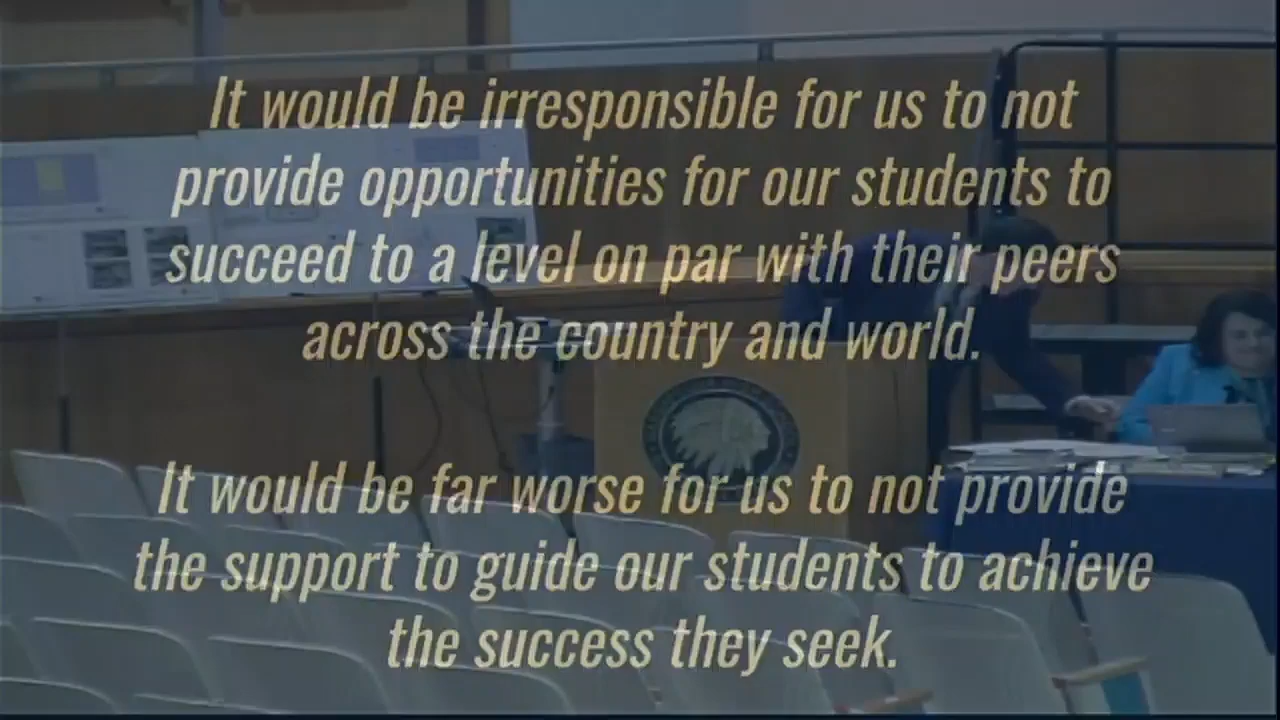 It would be irresponsible for us to not
provide opportunities for our students to
succeed to a level on par with their peers
across the country and world.
It would be far worse for us to not provide
the support to guide our students to achieve
the success they seek.